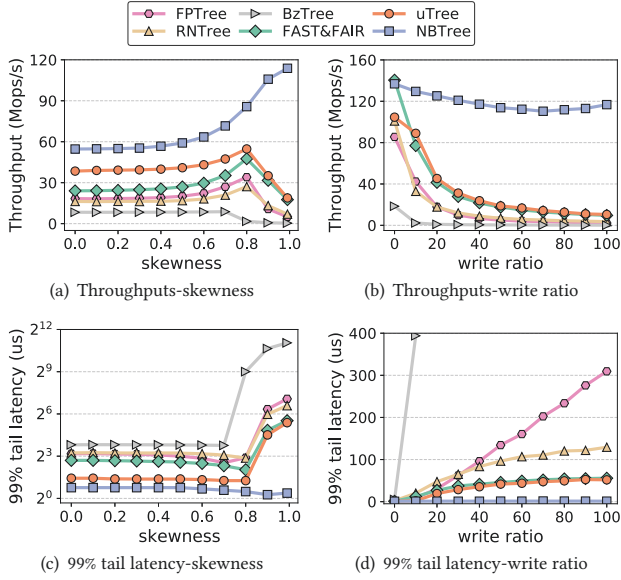 FPTree BzTree uTree
RNTree FAST&FAIR NBTree
Throughput (Mops/s)
120
90
60
30
0
0.0 0.2 0.4 0.6 0.8 1.0
skewness
(a) Throughputs-skewness
Throughput (Mops/s)
160
120
80
40
0
0 20 40 60 80 100
write ratio
(b) Throughputs-write ratio
99% tail latency (us)
2^12
2^9
2^6
2^3
2^0
0.0 0.2 0.4 0.6 0.8 1.0
skewness
(c) 99% tail latency-skewness
99% tail latency (us)
400
300
200
100
0
0 20 40 60 80 100
write ratio
(d) 99% tail latency-write ratio